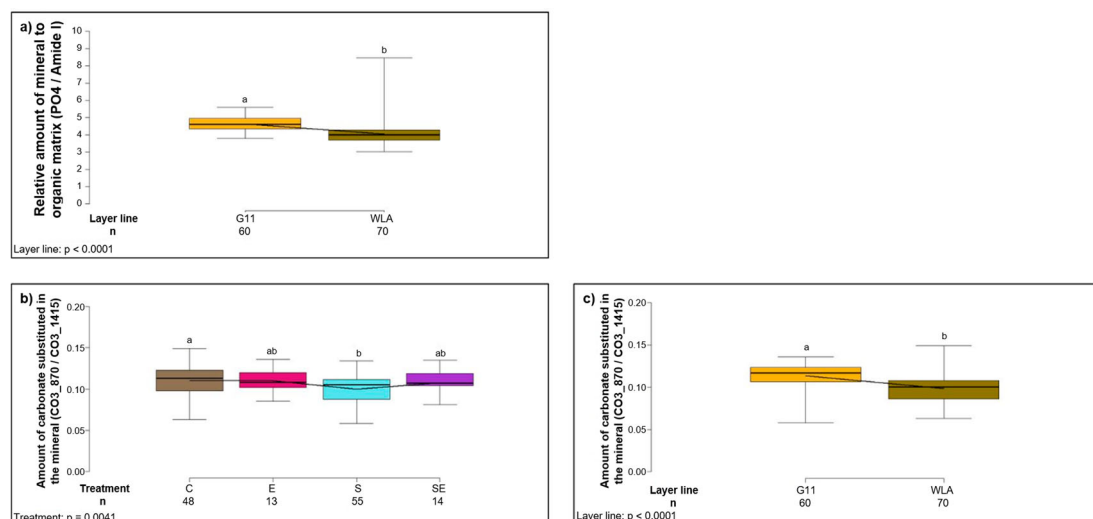 a)
Relative amount of mineral to
organic matrix (PO4 / Amide I)
10
9
8
7
6
5
4
3
2
1
0
a
b
Layer line G11 WLA
n 60 70
Layer line: p < 0.0001
b)
Amount of carbonate substituted in
the mineral (CO3_870 / CO3_1415)
0.20
0.15
0.10
0.05
0.00
a ab b ab
Treatment C E S SE
n 48 13 55 14
Treatment: p = 0.0041
c)
Amount of carbonate substituted in
the mineral (CO3_870 / CO3_1415)
0.20
0.15
0.10
0.05
0.00
a
b
Layer line G11 WLA
n 60 70
Layer line: p < 0.0001